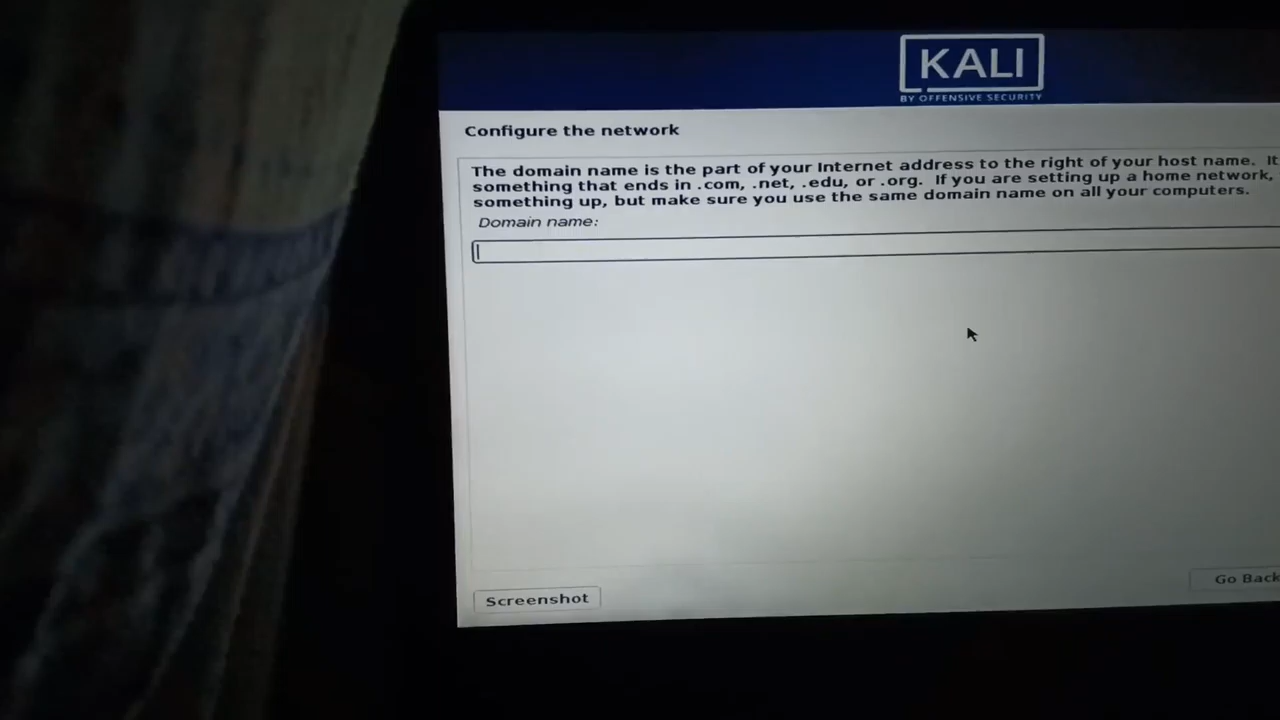 KALI
BY OFFENSIVE SECURITY
Configure the network
The domain name is the part of your Internet address to the right of your host name. It
something that ends in .com, .net, .edu, or .org. If you are setting up a home network,
something up, but make sure you use the same domain name on all your computers.
Domain name:
Go Back
Screenshot